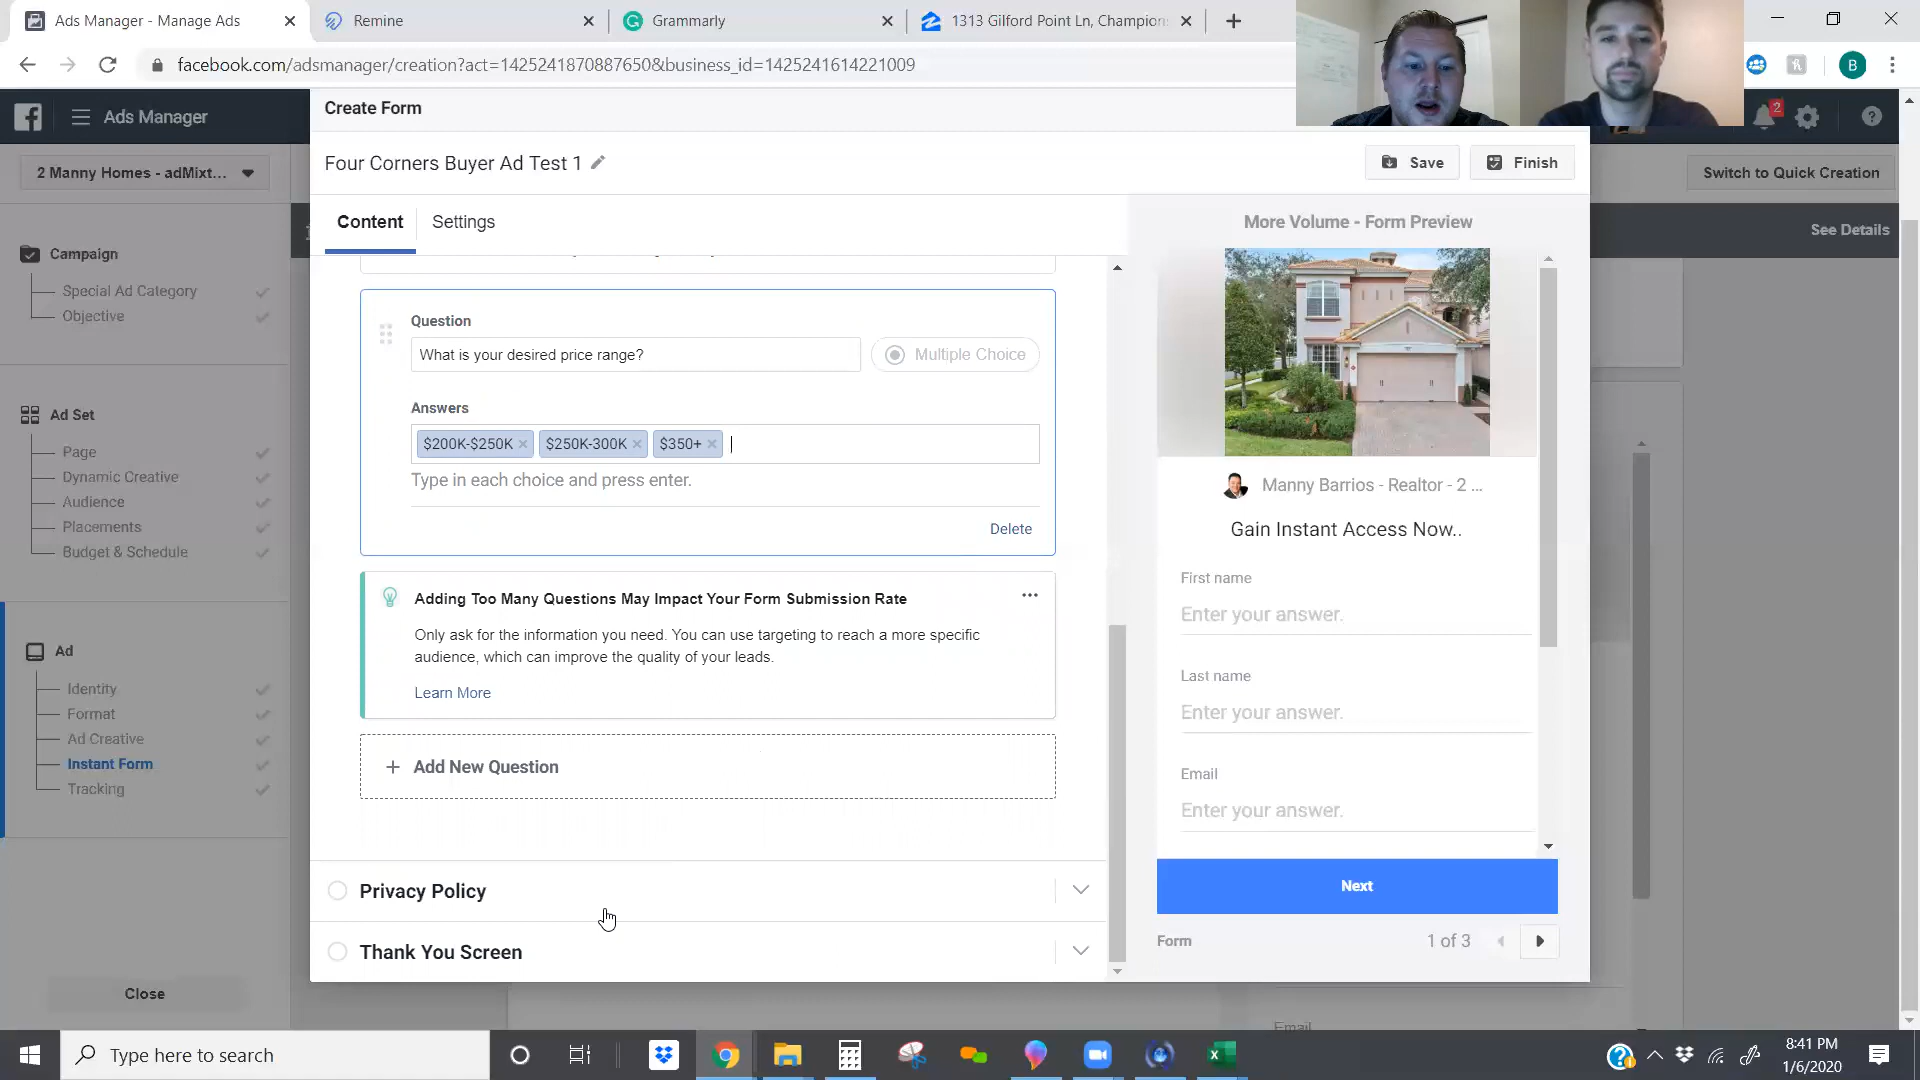 Ads Manager - Manage Ads
Remine
Grammarly
1313 Gilford Point Ln, Champion
facebook.com/adsmanager/creation?act=1425241870887650&business_id=1425241614221009
B
Ads Manager
2
Create Form
2 Manny Homes - adMixt...
Four Corners Buyer Ad Test 1
Save
Finish
Switch to Quick Creation
Content
Settings
More Volume - Form Preview
See Details
Campaign
Special Ad Category
Objective
Question
What is your desired price range?
Multiple Choice
Answers
$200K-$250K
$250K-300K
$350+
Type in each choice and press enter.
Delete
Ad Set
Page
Dynamic Creative
Audience
Placements
Budget & Schedule
Manny Barrios - Realtor - 2 ...
Gain Instant Access Now..
First name
Enter your answer.
Last name
Enter your answer.
Email
Enter your answer.
Adding Too Many Questions May Impact Your Form Submission Rate
Only ask for the information you need. You can use targeting to reach a more specific
audience, which can improve the quality of your leads.
Learn More
Ad
Identity
Format
Ad Creative
Instant Form
Tracking
+ Add New Question
Privacy Policy
Thank You Screen
Next
Form
1 of 3
Close
Email
Type here to search
8:41 PM
1/6/2020